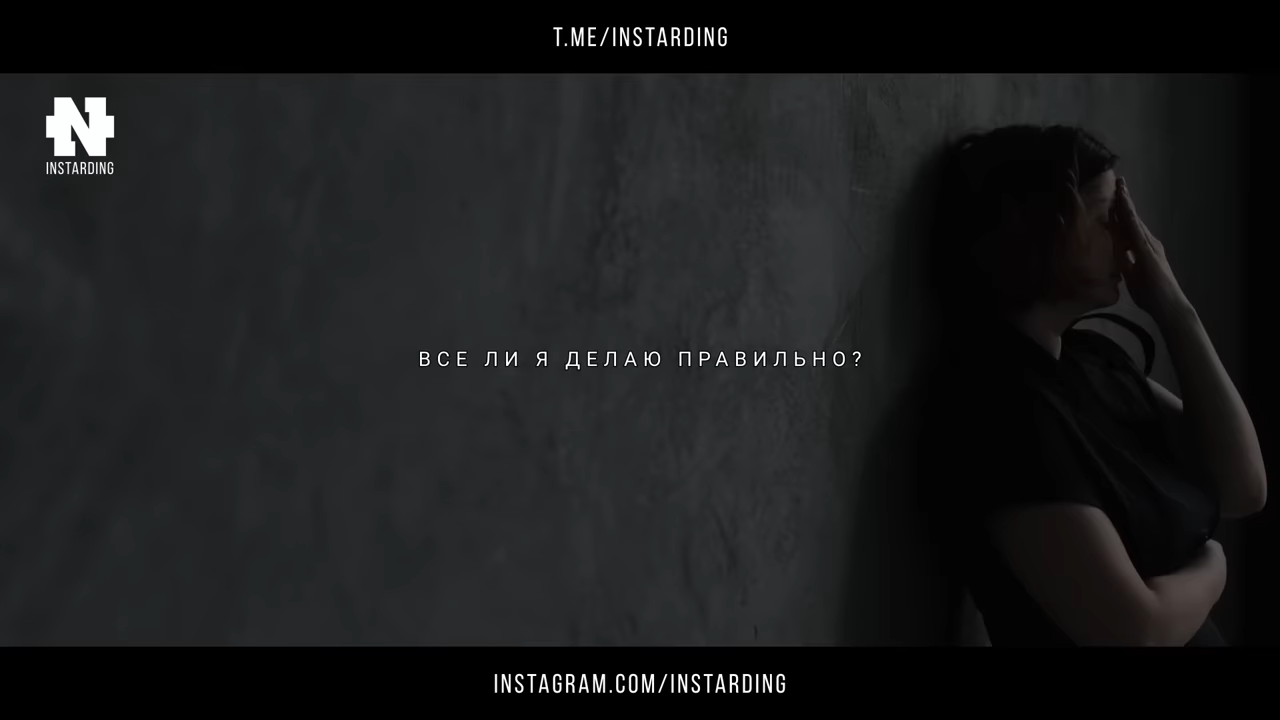 T.ME/INSTARDING
N
INSTARDING
ВСЕ ЛИ Я ДЕЛАЮ ПРАВИЛЬНО?
INSTAGRAM.COM/INSTARDING